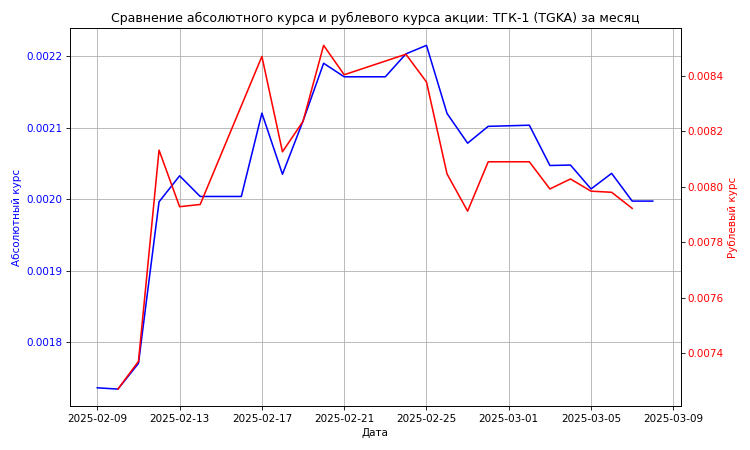 Сравнение абсолютного курса и рублевого курса акции: ТГК-1 (TGKA) за месяц
Абсолютный курс
0.0022
0.0021
0.0020
0.0019
0.0018
0.0084
0.0082
0.0080
0.0078
0.0076
0.0074
Рублевый курс
2025-02-09 2025-02-13 2025-02-17 2025-02-21 2025-02-25 2025-03-01 2025-03-05 2025-03-09
Дата